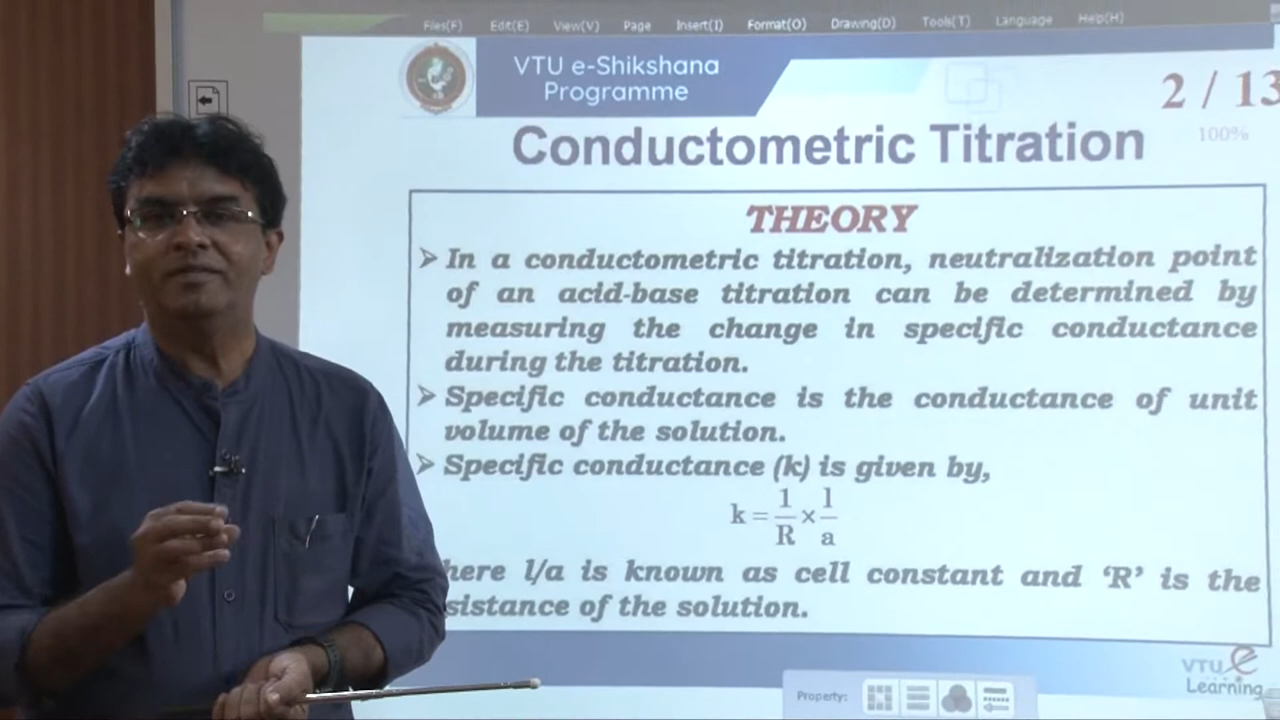 Files(F) Edit(E) View(V) Page Insert(I) Format(O) Drawing(D) Tools(T) Language Help(H)
VTU e-Shikshana
Programme
2 / 13
100%
Conductometric Titration
THEORY
➢ In a conductometric titration, neutralization point
of an acid-base titration can be determined by
measuring the change in specific conductance
during the titration.
➢ Specific conductance is the conductance of unit
volume of the solution.
➢ Specific conductance (k) is given by,
k = 1/R × l/a
here l/a is known as cell constant and ‘R’ is the
sistance of the solution.
VTU e
Learning
Property: